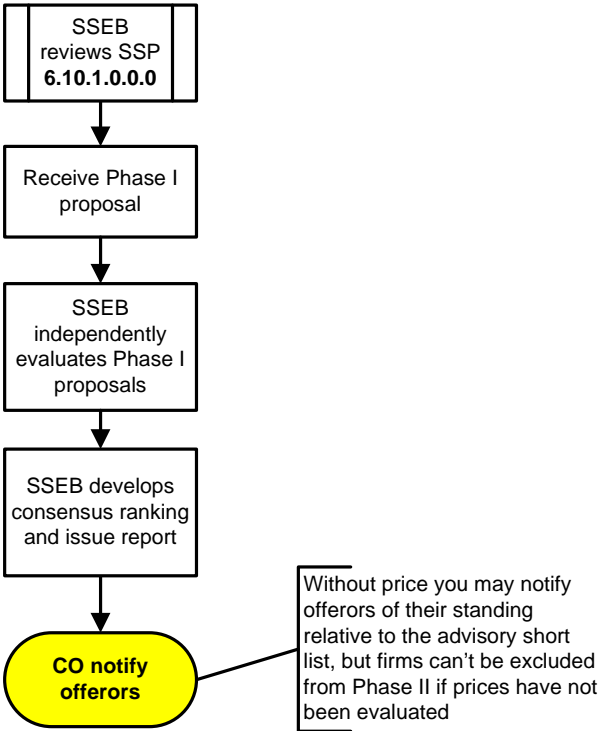 SSEB
reviews SSP
6.10.1.0.0.0
Receive Phase I
proposal
SSEB
independently
evaluates Phase I
proposals
SSEB develops
consensus ranking
and issue report
CO notify
offerors
Without price you may notify
offerors of their standing
relative to the advisory short
list, but firms can't be excluded
from Phase II if prices have not
been evaluated